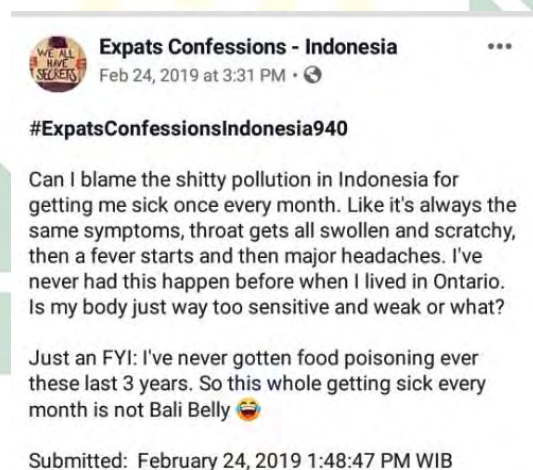 WE ALL
HAVE
SECRETS
Expats Confessions - Indonesia
Feb 24, 2019 at 3:31 PM •
#ExpatsConfessionsIndonesia940
Can I blame the shitty pollution in Indonesia for
getting me sick once every month. Like it's always the
same symptoms, throat gets all swollen and scratchy,
then a fever starts and then major headaches. I've
never had this happen before when I lived in Ontario.
Is my body just way too sensitive and weak or what?
Just an FYI: I've never gotten food poisoning ever
these last 3 years. So this whole getting sick every
month is not Bali Belly 😂
Submitted: February 24, 2019 1:48:47 PM WIB